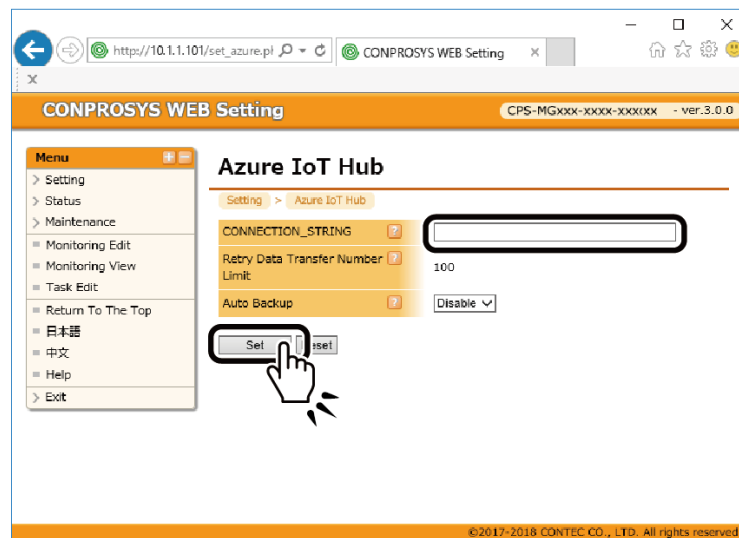 http://10.1.1.101/set_azure.pl
CONPROSYS WEB Setting
CONPROSYS WEB Setting
CPS-MGxxx-xxxx-xxxxxx - ver.3.0.0
Menu
Setting
Status
Maintenance
Monitoring Edit
Monitoring View
Task Edit
Return To The Top
日本語
中文
Help
Exit
Azure IoT Hub
Setting > Azure IoT Hub
CONNECTION_STRING ?
Retry Data Transfer Number ?
Limit
100
Auto Backup ?
Disable
Set
©2017-2018 CONTEC CO., LTD. All rights reserved